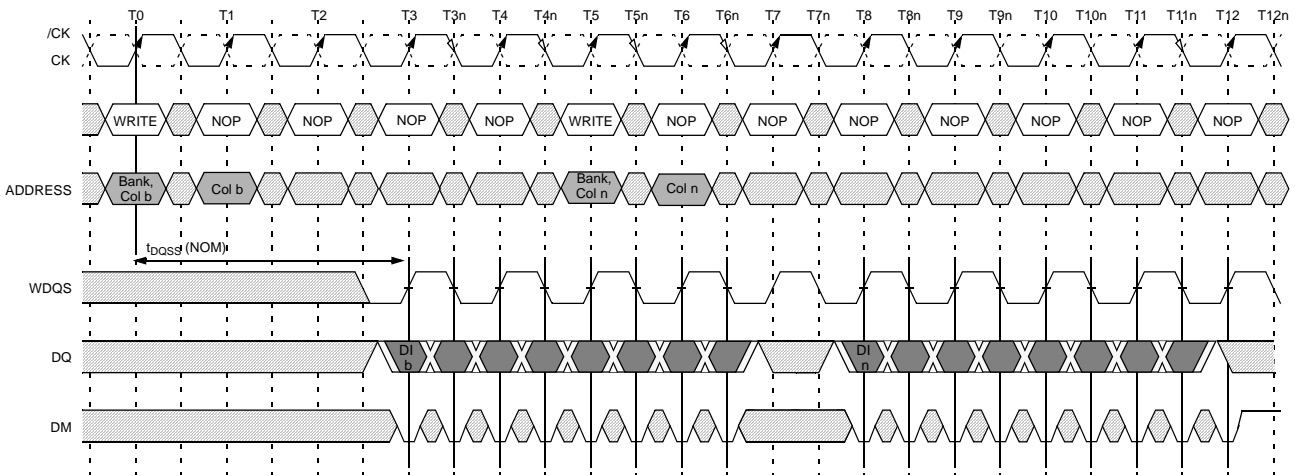 T0 T1 T2 T3 T3n T4 T4n T5 T5n T6 T6n T7 T7n T8 T8n T9 T9n T10 T10n T11 T11n T12 T12n
/CK
CK
WRITE NOP NOP NOP NOP WRITE NOP NOP NOP NOP NOP NOP NOP
ADDRESS
Bank,
Col b
Col b
Bank,
Col n
Col n
tDQSS (NOM)
WDQS
DQ
DI
b
DI
n
DM